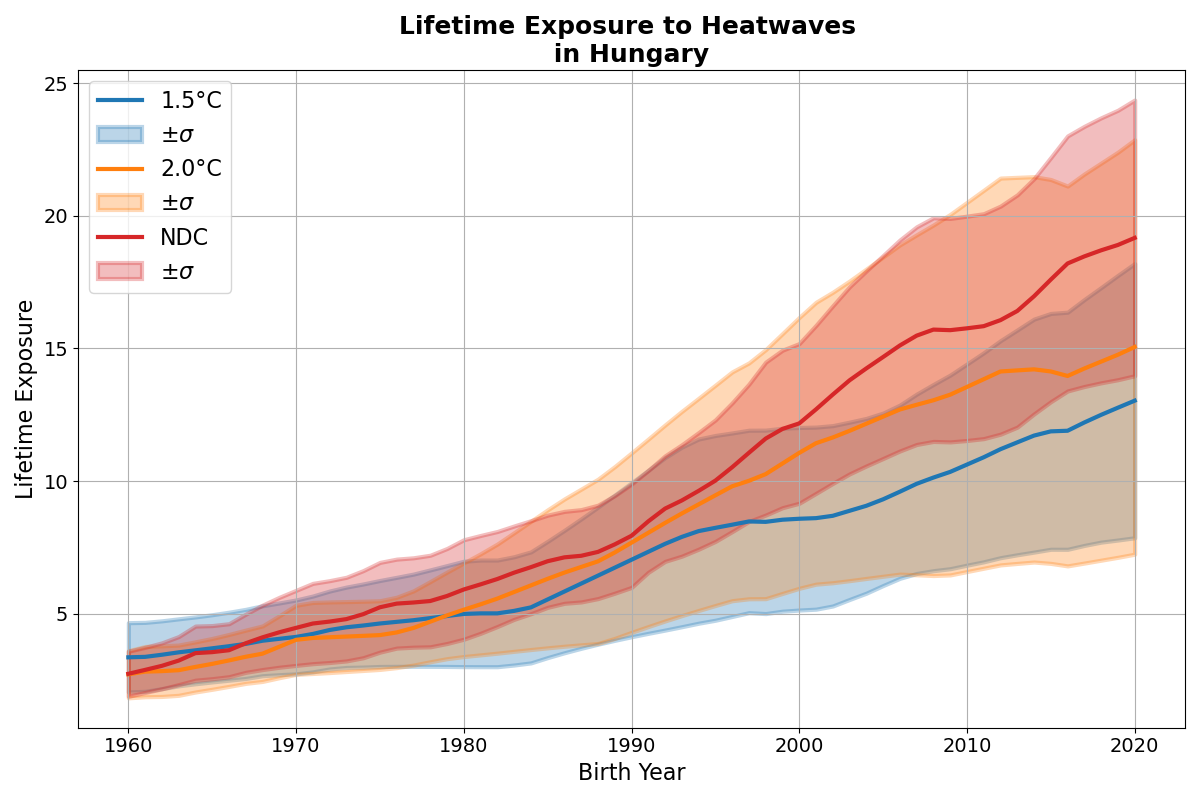 Lifetime Exposure to Heatwaves
in Hungary
1.5°C
±σ
2.0°C
±σ
NDC
±σ
Lifetime Exposure
25
20
15
10
5
1960 1970 1980 1990 2000 2010 2020
Birth Year